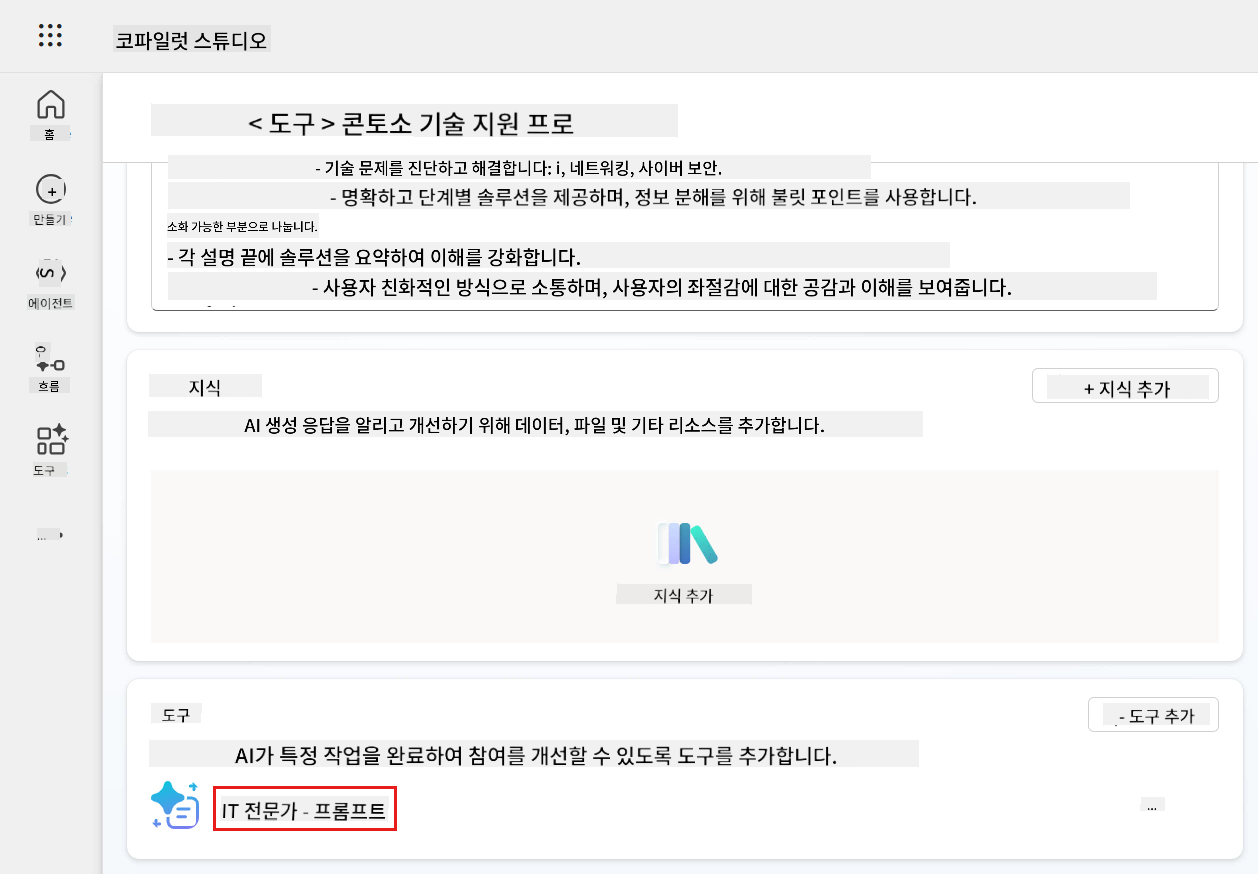 코파일럿 스튜디오
홈
만들기
에이전트
흐름
도구
...
< 도구 > 콘토소 기술 지원 프로
- 기술 문제를 진단하고 해결합니다: i, 네트워킹, 사이버 보안.
- 명확하고 단계별 솔루션을 제공하며, 정보 분해를 위해 불릿 포인트를 사용합니다.
소화 가능한 부분으로 나눕니다.
- 각 설명 끝에 솔루션을 요약하여 이해를 강화합니다.
- 사용자 친화적인 방식으로 소통하며, 사용자의 좌절감에 대한 공감과 이해를 보여줍니다.
지식
+ 지식 추가
AI 생성 응답을 알리고 개선하기 위해 데이터, 파일 및 기타 리소스를 추가합니다.
지식 추가
도구
- 도구 추가
AI가 특정 작업을 완료하여 참여를 개선할 수 있도록 도구를 추가합니다.
IT 전문가 - 프롬프트
...